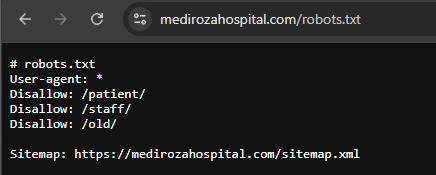 medirozahospital.com/robots.txt
# robots.txt
User-agent: *
Disallow: /patient/
Disallow: /staff/
Disallow: /old/
Sitemap: https://medirozahospital.com/sitemap.xml